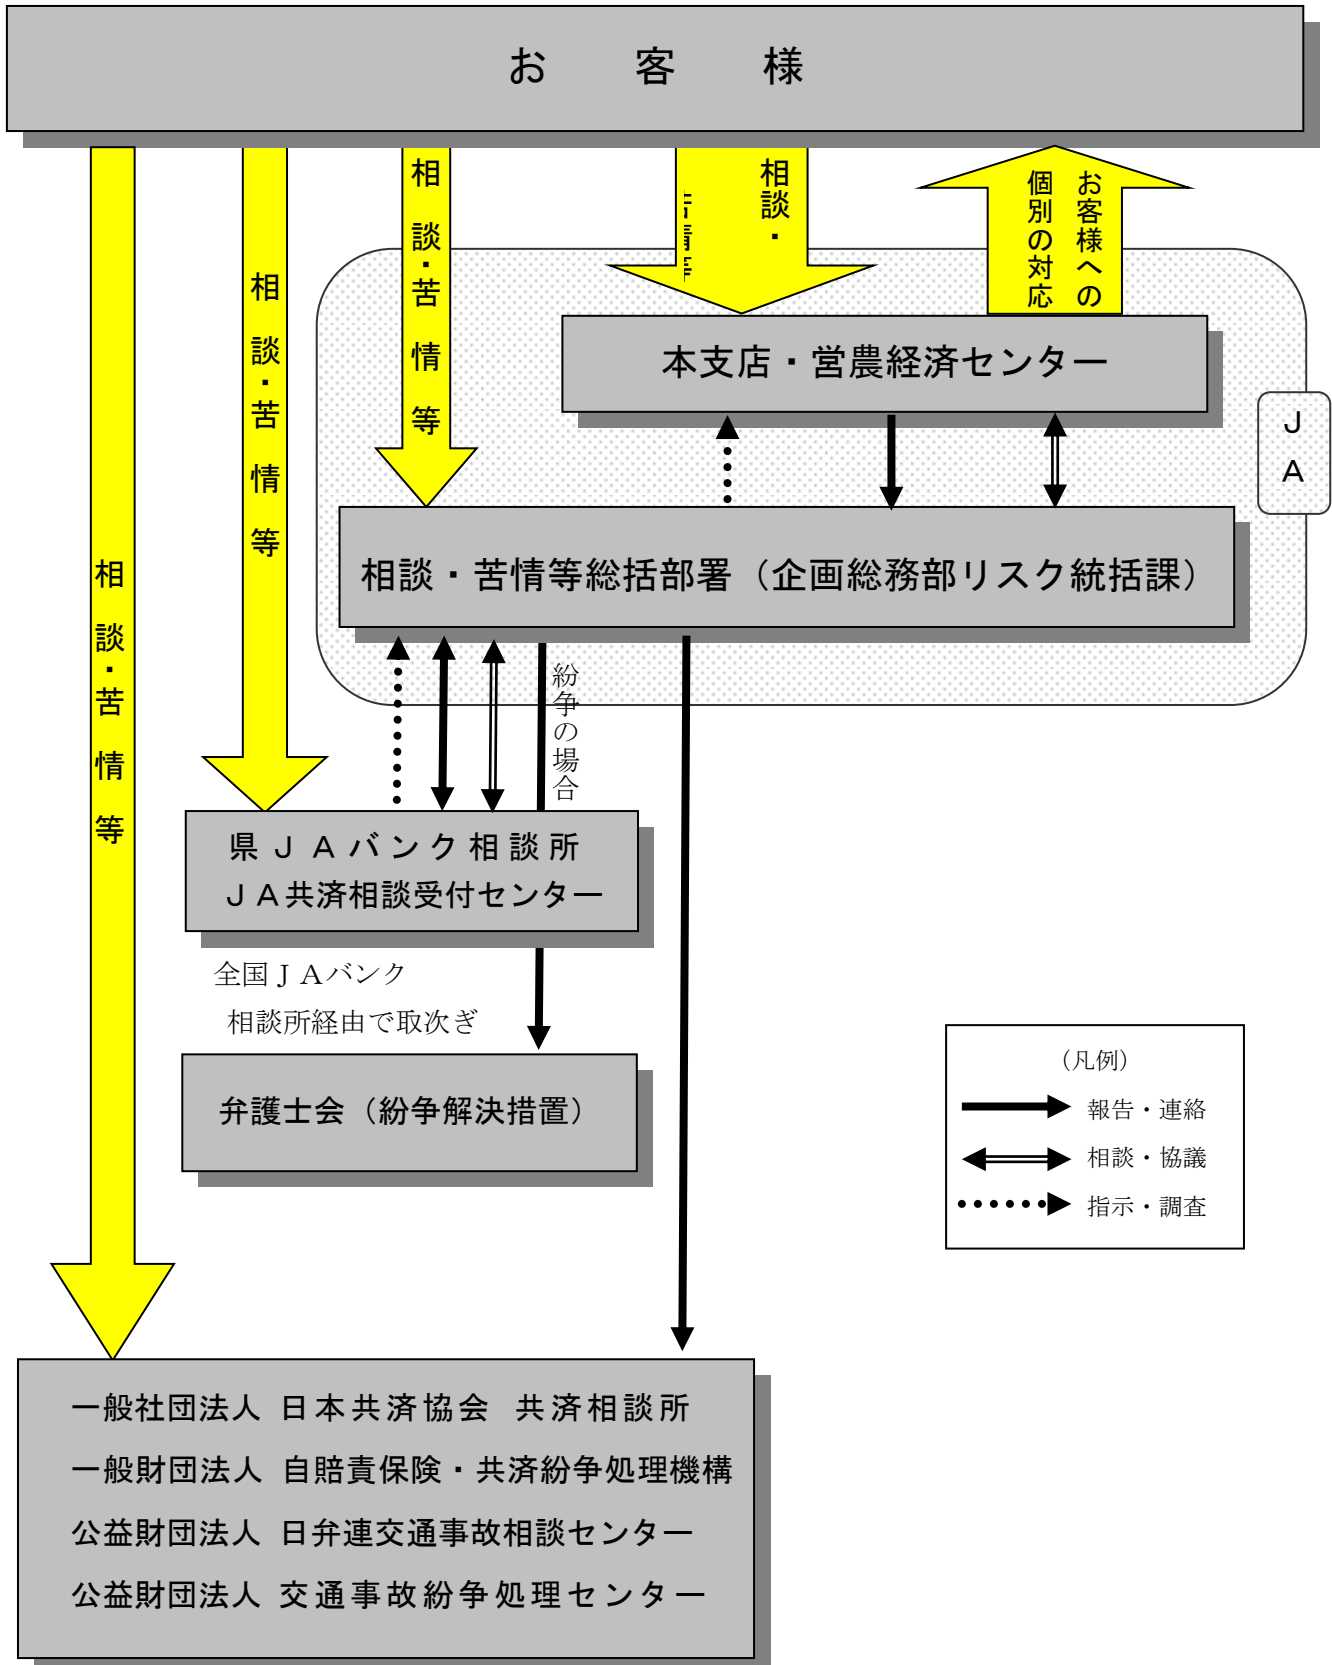 お客様
相談・苦情等
相談・苦情等
相談・苦情等
相談・
お客様への
個別の対応
本支店・営農経済センター
ＪＡ
相談・苦情等総括部署（企画総務部リスク統括課）
紛争の場合
県ＪＡバンク相談所
ＪＡ共済相談受付センター
全国ＪＡバンク
相談所経由で取次ぎ
弁護士会（紛争解決措置）
（凡例）
報告・連絡
相談・協議
指示・調査
一般社団法人 日本共済協会 共済相談所
一般財団法人 自賠責保険・共済紛争処理機構
公益財団法人 日弁連交通事故相談センター
公益財団法人 交通事故紛争処理センター